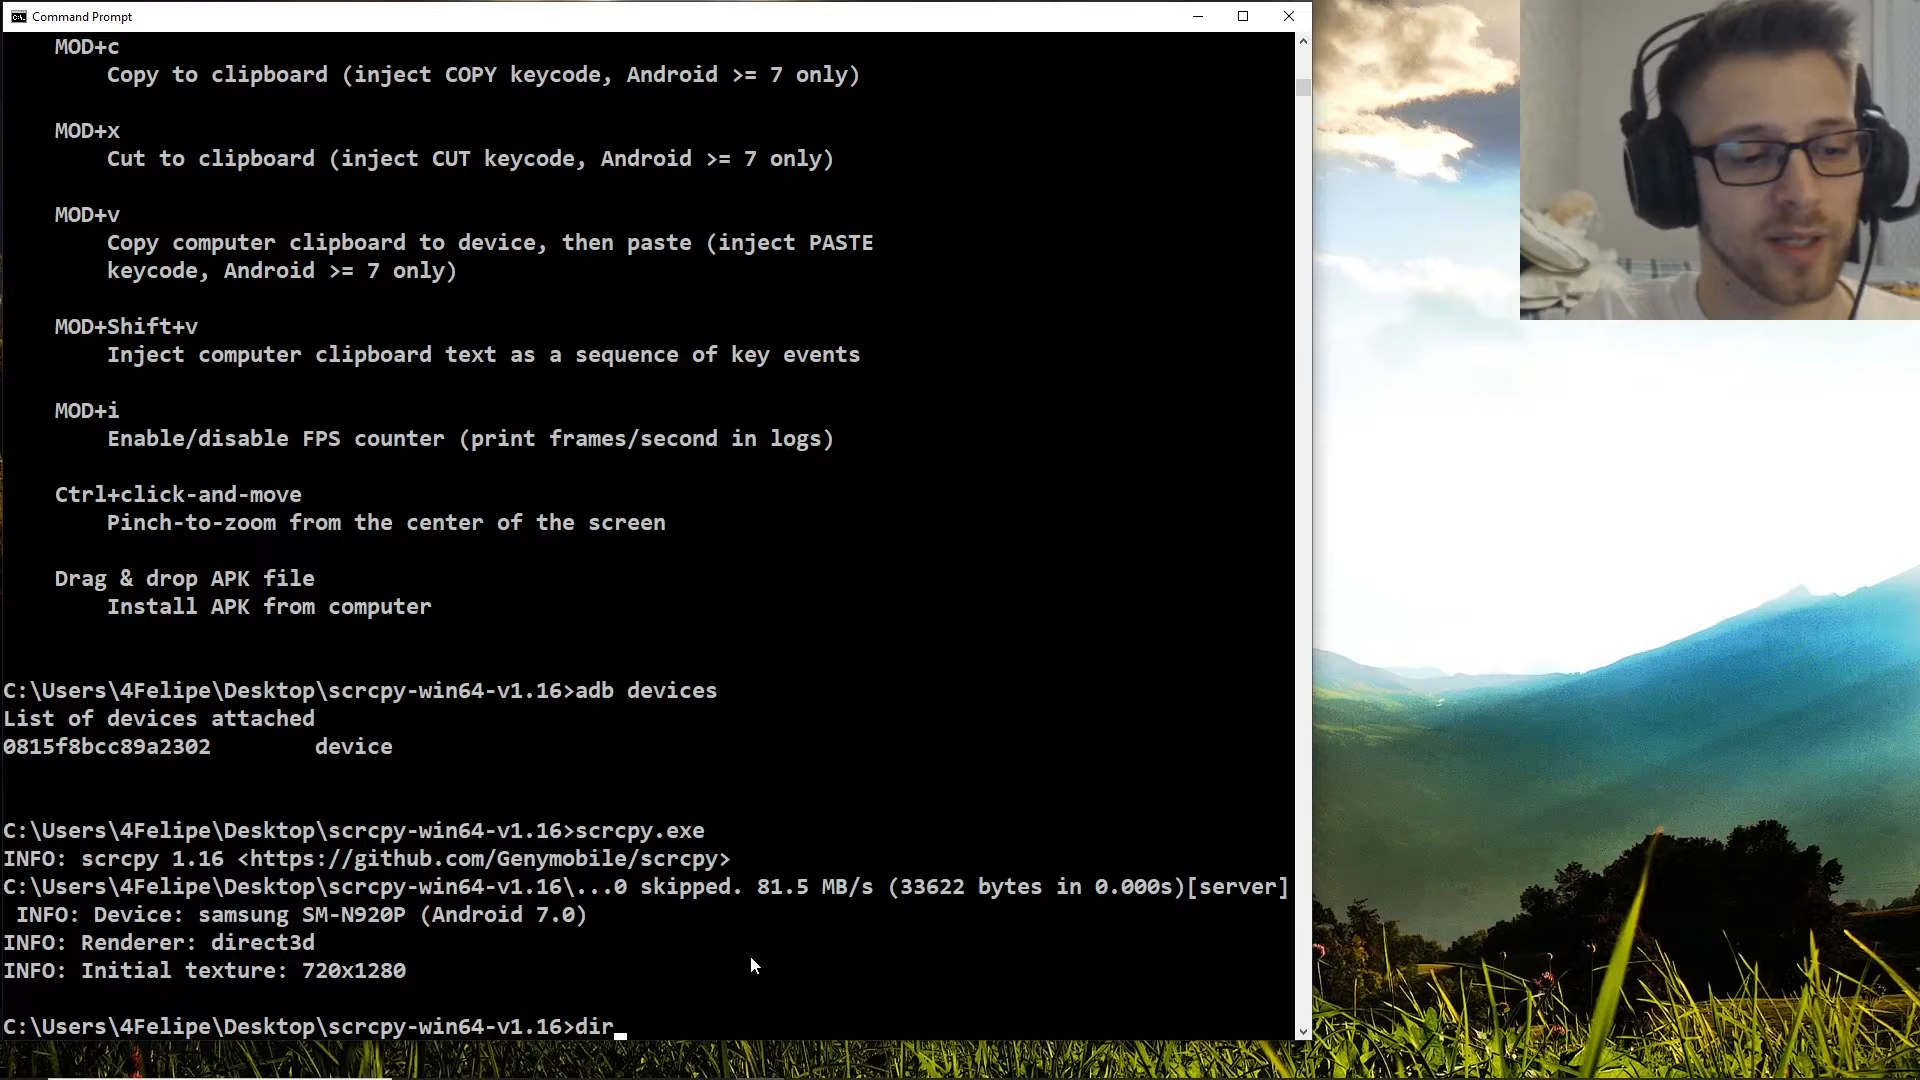 Command Prompt
MOD+c
Copy to clipboard (inject COPY keycode, Android >= 7 only)
MOD+x
Cut to clipboard (inject CUT keycode, Android >= 7 only)
MOD+v
Copy computer clipboard to device, then paste (inject PASTE
keycode, Android >= 7 only)
MOD+Shift+v
Inject computer clipboard text as a sequence of key events
MOD+i
Enable/disable FPS counter (print frames/second in logs)
Ctrl+click-and-move
Pinch-to-zoom from the center of the screen
Drag & drop APK file
Install APK from computer
C:\Users\4Felipe\Desktop\scrcpy-win64-v1.16>adb devices
List of devices attached
0815f8bcc89a2302 device
C:\Users\4Felipe\Desktop\scrcpy-win64-v1.16>scrcpy.exe
INFO: scrcpy 1.16 <https://github.com/Genymobile/scrcpy>
C:\Users\4Felipe\Desktop\scrcpy-win64-v1.16\...0 skipped. 81.5 MB/s (33622 bytes in 0.000s)[server]
INFO: Device: samsung SM-N920P (Android 7.0)
INFO: Renderer: direct3d
INFO: Initial texture: 720x1280
C:\Users\4Felipe\Desktop\scrcpy-win64-v1.16>dir